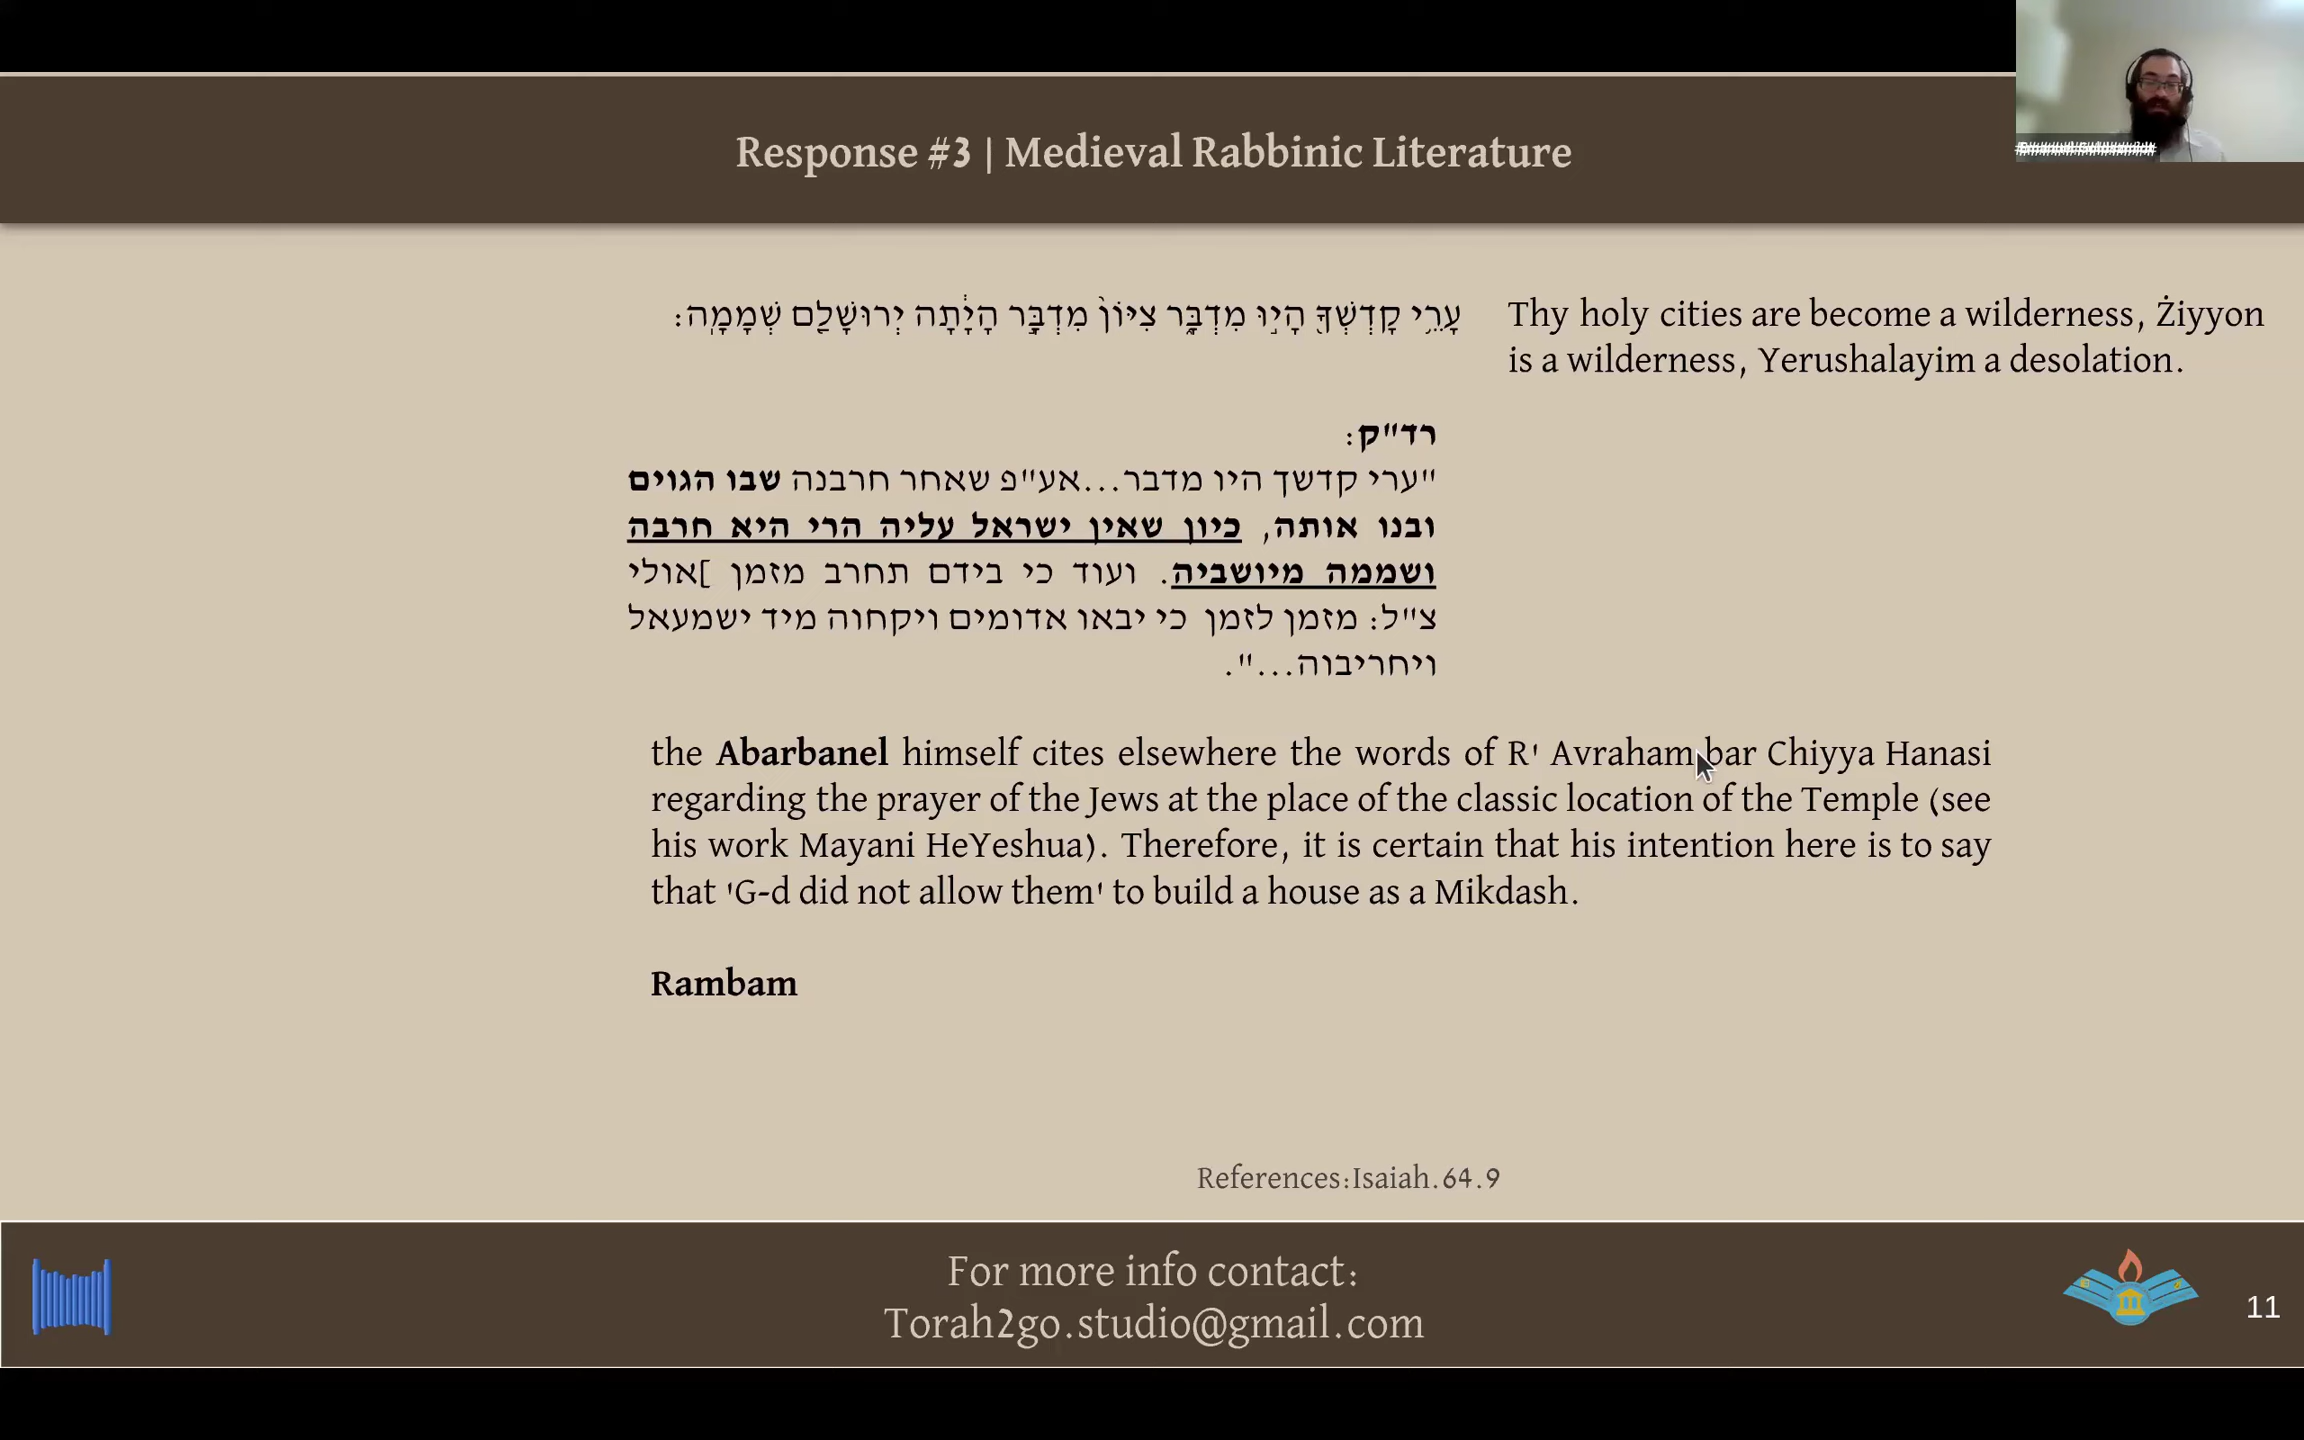 Response #3 | Medieval Rabbinic Literature
עָרֵ֥י קָדְשְׁךָ֖ הָי֣וּ מִדְבָּ֑ר צִיּוֹן֙ מִדְבָּ֣ר הָיָ֔תָה יְרוּשָׁלַ֖ם שְׁמָמָֽה׃
Thy holy cities are become a wilderness, Żiyyon
is a wilderness, Yerushalayim a desolation.
רד"ק:
"ערי קדשך היו מדבר...אע"פ שאחר חרבנה שבו הגוים
ובנו אותה, כיון שאין ישראל עליה הרי היא חרבה
ושממה מיושביה. ועוד כי בידם תחרב מזמן ]אולי
צ"ל: מזמן לזמן כי יבאו אדומים ויקחוה מיד ישמעאל
ויחריבוה...".
the Abarbanel himself cites elsewhere the words of R' Avraham bar Chiyya Hanasi
regarding the prayer of the Jews at the place of the classic location of the Temple (see
his work Mayani HeYeshua). Therefore, it is certain that his intention here is to say
that 'G-d did not allow them' to build a house as a Mikdash.
Rambam
References:Isaiah.64.9
For more info contact:
Torah2go.studio@gmail.com
11